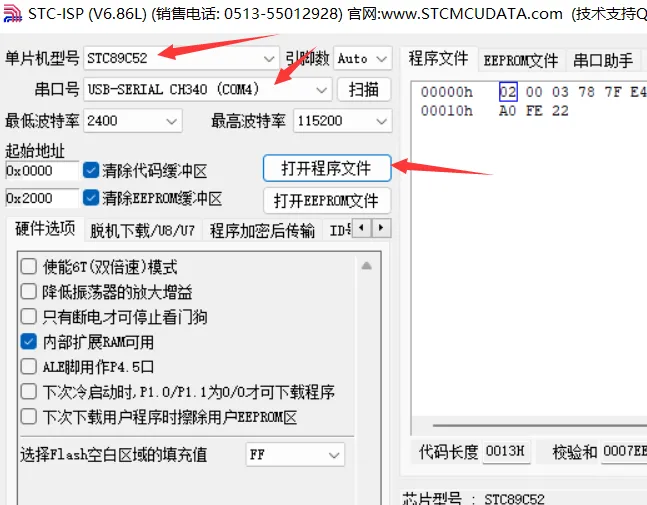 STC-ISP (V6.86L) (销售电话: 0513-55012928) 官网:www.STCMCUDATA.com (技术支持Q
单片机型号 STC89C52 引脚数 Auto
串口号 USB-SERIAL CH340 (COM4) 扫描
最低波特率 2400 最高波特率 115200
起始地址
0x0000 清除代码缓冲区 打开程序文件
0x2000 清除EEPROM缓冲区 打开EEPROM文件
硬件选项 脱机下载/U8/U7 程序加密后传输
使能6T(双倍速)模式
降低振荡器的放大增益
只有断电才可停止看门狗
内部扩展RAM可用
ALE脚用作P4.5口
下次冷启动时,P1.0/P1.1为0/0才可下载程序
下次下载用户程序时擦除用户EEPROM区
选择Flash空白区域的填充值 FF
程序文件 EEPROM文件 串口助手
00000h 02 00 03 78 7F E4
00010h A0 FE 22
代码长度 0013H 校验和 0007EE
芯片型号 : STC89C52